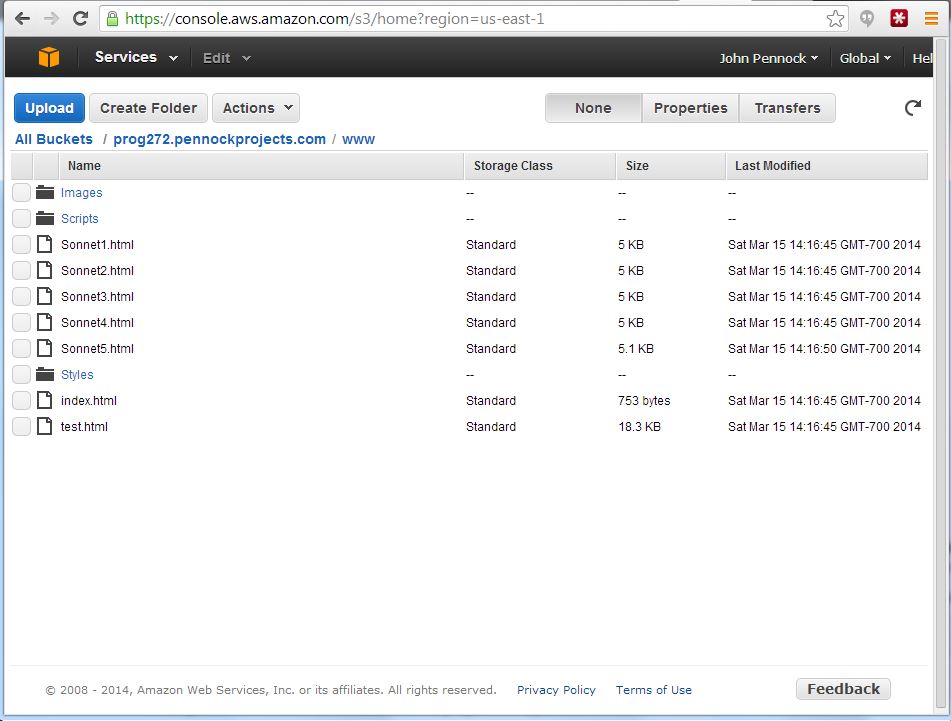 https://console.aws.amazon.com/s3/home?region=us-east-1
Services Edit John Pennock Global Hel
Upload Create Folder Actions None Properties Transfers
All Buckets / prog272.pennockprojects.com / www
Name Storage Class Size Last Modified
Images -- -- --
Scripts -- -- --
Sonnet1.html Standard 5 KB Sat Mar 15 14:16:45 GMT-700 2014
Sonnet2.html Standard 5 KB Sat Mar 15 14:16:45 GMT-700 2014
Sonnet3.html Standard 5 KB Sat Mar 15 14:16:45 GMT-700 2014
Sonnet4.html Standard 5 KB Sat Mar 15 14:16:45 GMT-700 2014
Sonnet5.html Standard 5.1 KB Sat Mar 15 14:16:50 GMT-700 2014
Styles -- -- --
index.html Standard 753 bytes Sat Mar 15 14:16:45 GMT-700 2014
test.html Standard 18.3 KB Sat Mar 15 14:16:45 GMT-700 2014
© 2008 - 2014, Amazon Web Services, Inc. or its affiliates. All rights reserved. Privacy Policy Terms of Use Feedback